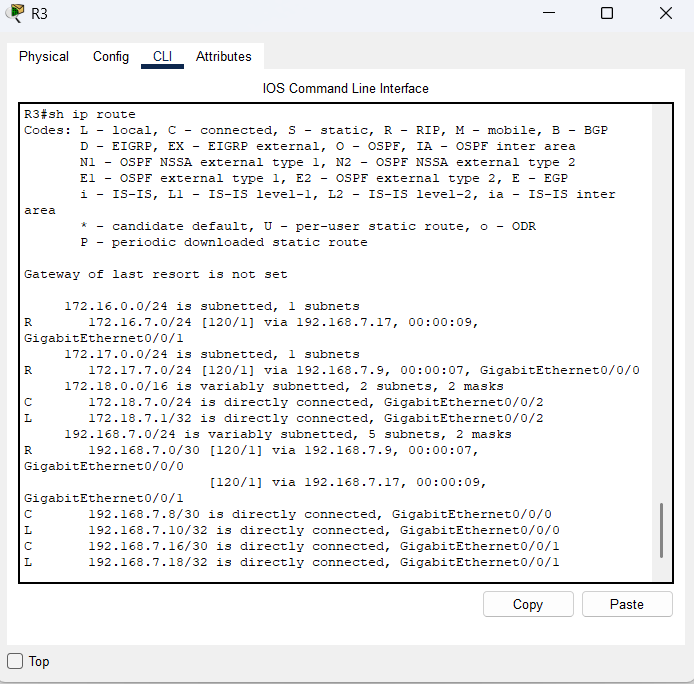 R3
Physical Config CLI Attributes
IOS Command Line Interface
R3#sh ip route
Codes: L - local, C - connected, S - static, R - RIP, M - mobile, B - BGP
D - EIGRP, EX - EIGRP external, O - OSPF, IA - OSPF inter area
N1 - OSPF NSSA external type 1, N2 - OSPF NSSA external type 2
E1 - OSPF external type 1, E2 - OSPF external type 2, E - EGP
i - IS-IS, L1 - IS-IS level-1, L2 - IS-IS level-2, ia - IS-IS inter
area
* - candidate default, U - per-user static route, o - ODR
P - periodic downloaded static route
Gateway of last resort is not set
172.16.0.0/24 is subnetted, 1 subnets
R 172.16.7.0/24 [120/1] via 192.168.7.17, 00:00:09,
GigabitEthernet0/0/1
172.17.0.0/24 is subnetted, 1 subnets
R 172.17.7.0/24 [120/1] via 192.168.7.9, 00:00:07, GigabitEthernet0/0/0
172.18.0.0/16 is variably subnetted, 2 subnets, 2 masks
C 172.18.7.0/24 is directly connected, GigabitEthernet0/0/2
L 172.18.7.1/32 is directly connected, GigabitEthernet0/0/2
192.168.7.0/24 is variably subnetted, 5 subnets, 2 masks
R 192.168.7.0/30 [120/1] via 192.168.7.9, 00:00:07,
GigabitEthernet0/0/0
[120/1] via 192.168.7.17, 00:00:09,
GigabitEthernet0/0/1
C 192.168.7.8/30 is directly connected, GigabitEthernet0/0/0
L 192.168.7.10/32 is directly connected, GigabitEthernet0/0/0
C 192.168.7.16/30 is directly connected, GigabitEthernet0/0/1
L 192.168.7.18/32 is directly connected, GigabitEthernet0/0/1
Copy Paste
Top